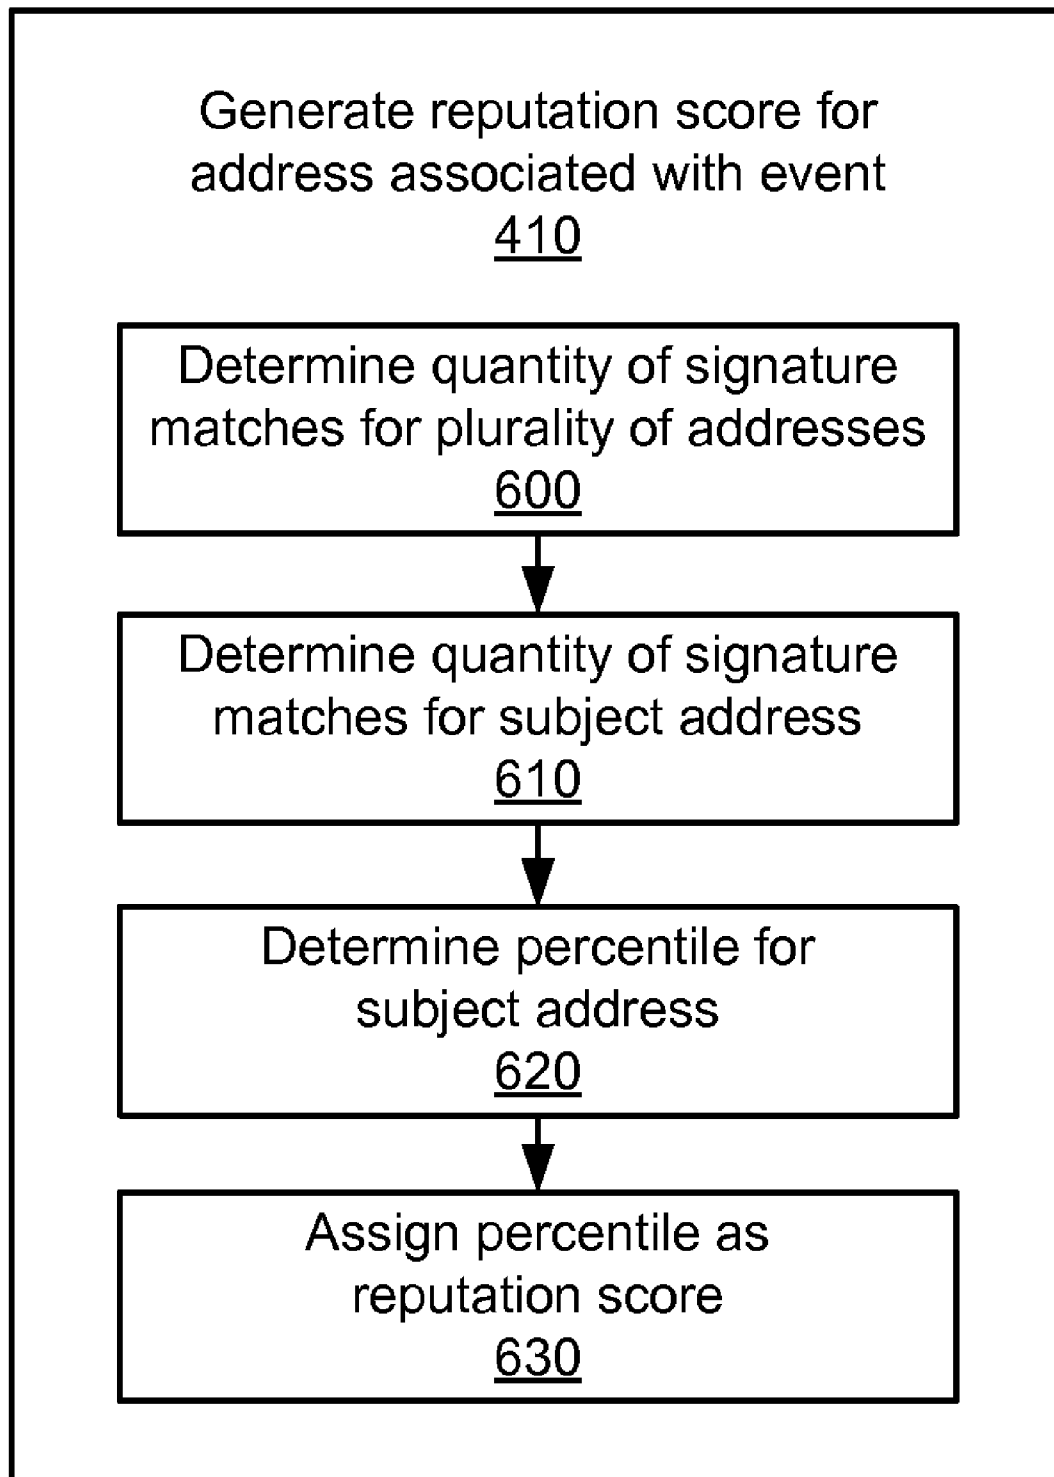 Generate reputation score for
address associated with event
410
Determine quantity of signature
matches for plurality of addresses
600
Determine quantity of signature
matches for subject address
610
Determine percentile for
subject address
620
Assign percentile as
reputation score
630